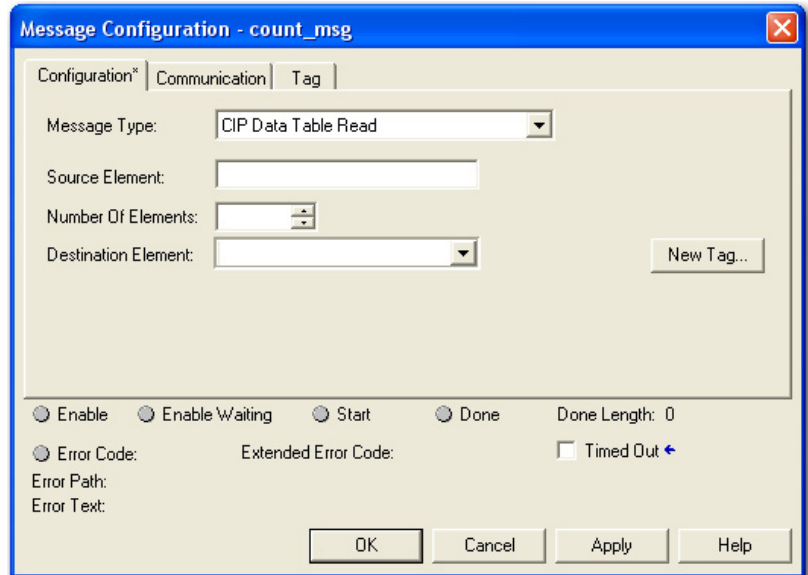 Message Configuration - count_msg
Configuration* Communication Tag
Message Type: CIP Data Table Read
Source Element:
Number Of Elements:
Destination Element: New Tag...
Enable Enable Waiting Start Done Done Length: 0
Error Code: Extended Error Code: Timed Out ←
Error Path:
Error Text:
OK Cancel Apply Help